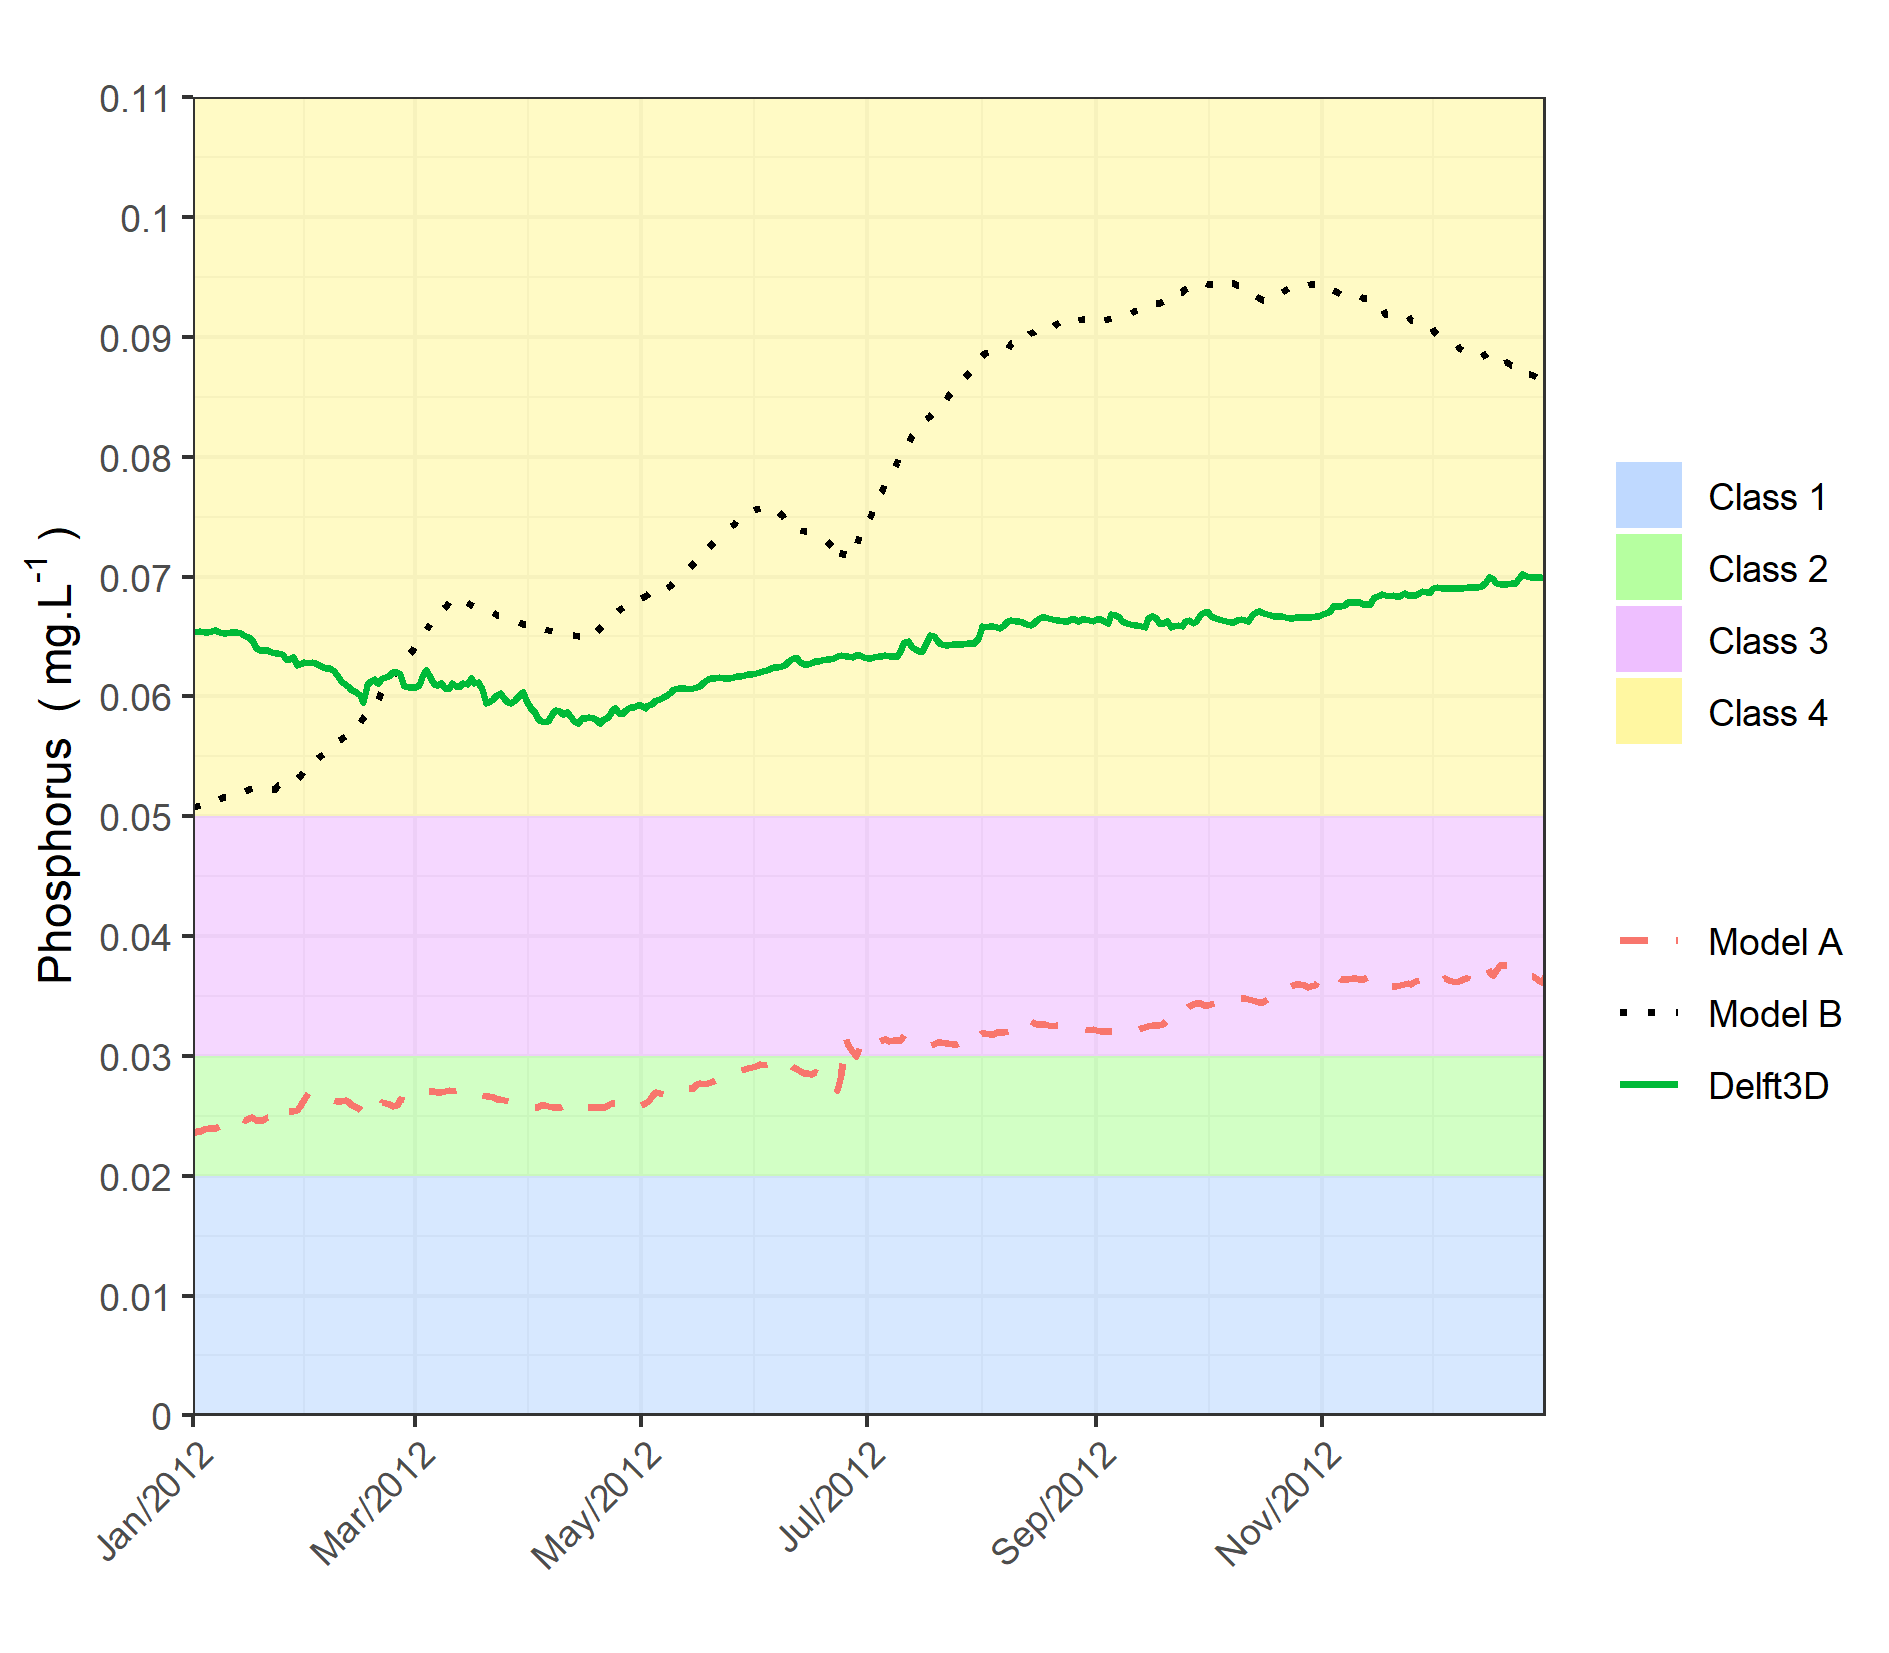 0.11
0.1
0.09
0.08
0.07
0.06
0.05
0.04
0.03
0.02
0.01
0
Phosphorus ( mg.L-1 )
Jan/2012
Mar/2012
May/2012
Jul/2012
Sep/2012
Nov/2012
Class 1
Class 2
Class 3
Class 4
Model A
Model B
Delft3D